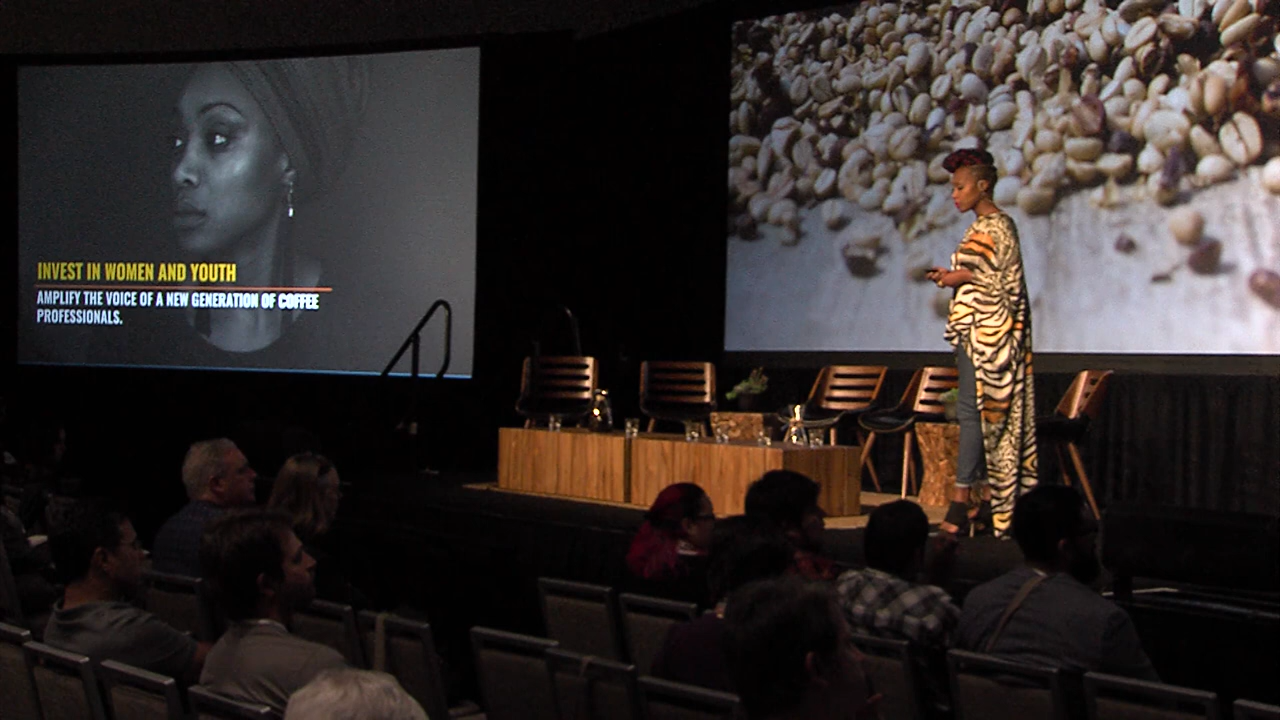 INVEST IN WOMEN AND YOUTH
AMPLIFY THE VOICE OF A NEW GENERATION OF COFFEE
PROFESSIONALS.